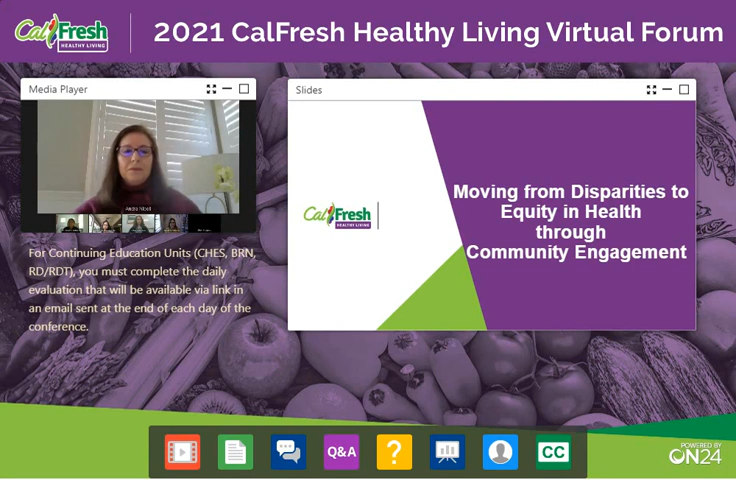 CalFresh
HEALTHY LIVING
2021 CalFresh Healthy Living Virtual Forum
Media Player
Slides
For Continuing Education Units (CHES, BRN,
RD/RDT), you must complete the daily
evaluation that will be available via link in
an email sent at the end of each day of the
conference.
CalFresh
HEALTHY LIVING
Moving from Disparities to
Equity in Health
through
Community Engagement
Q&A
?
CC
POWERED BY
ON24